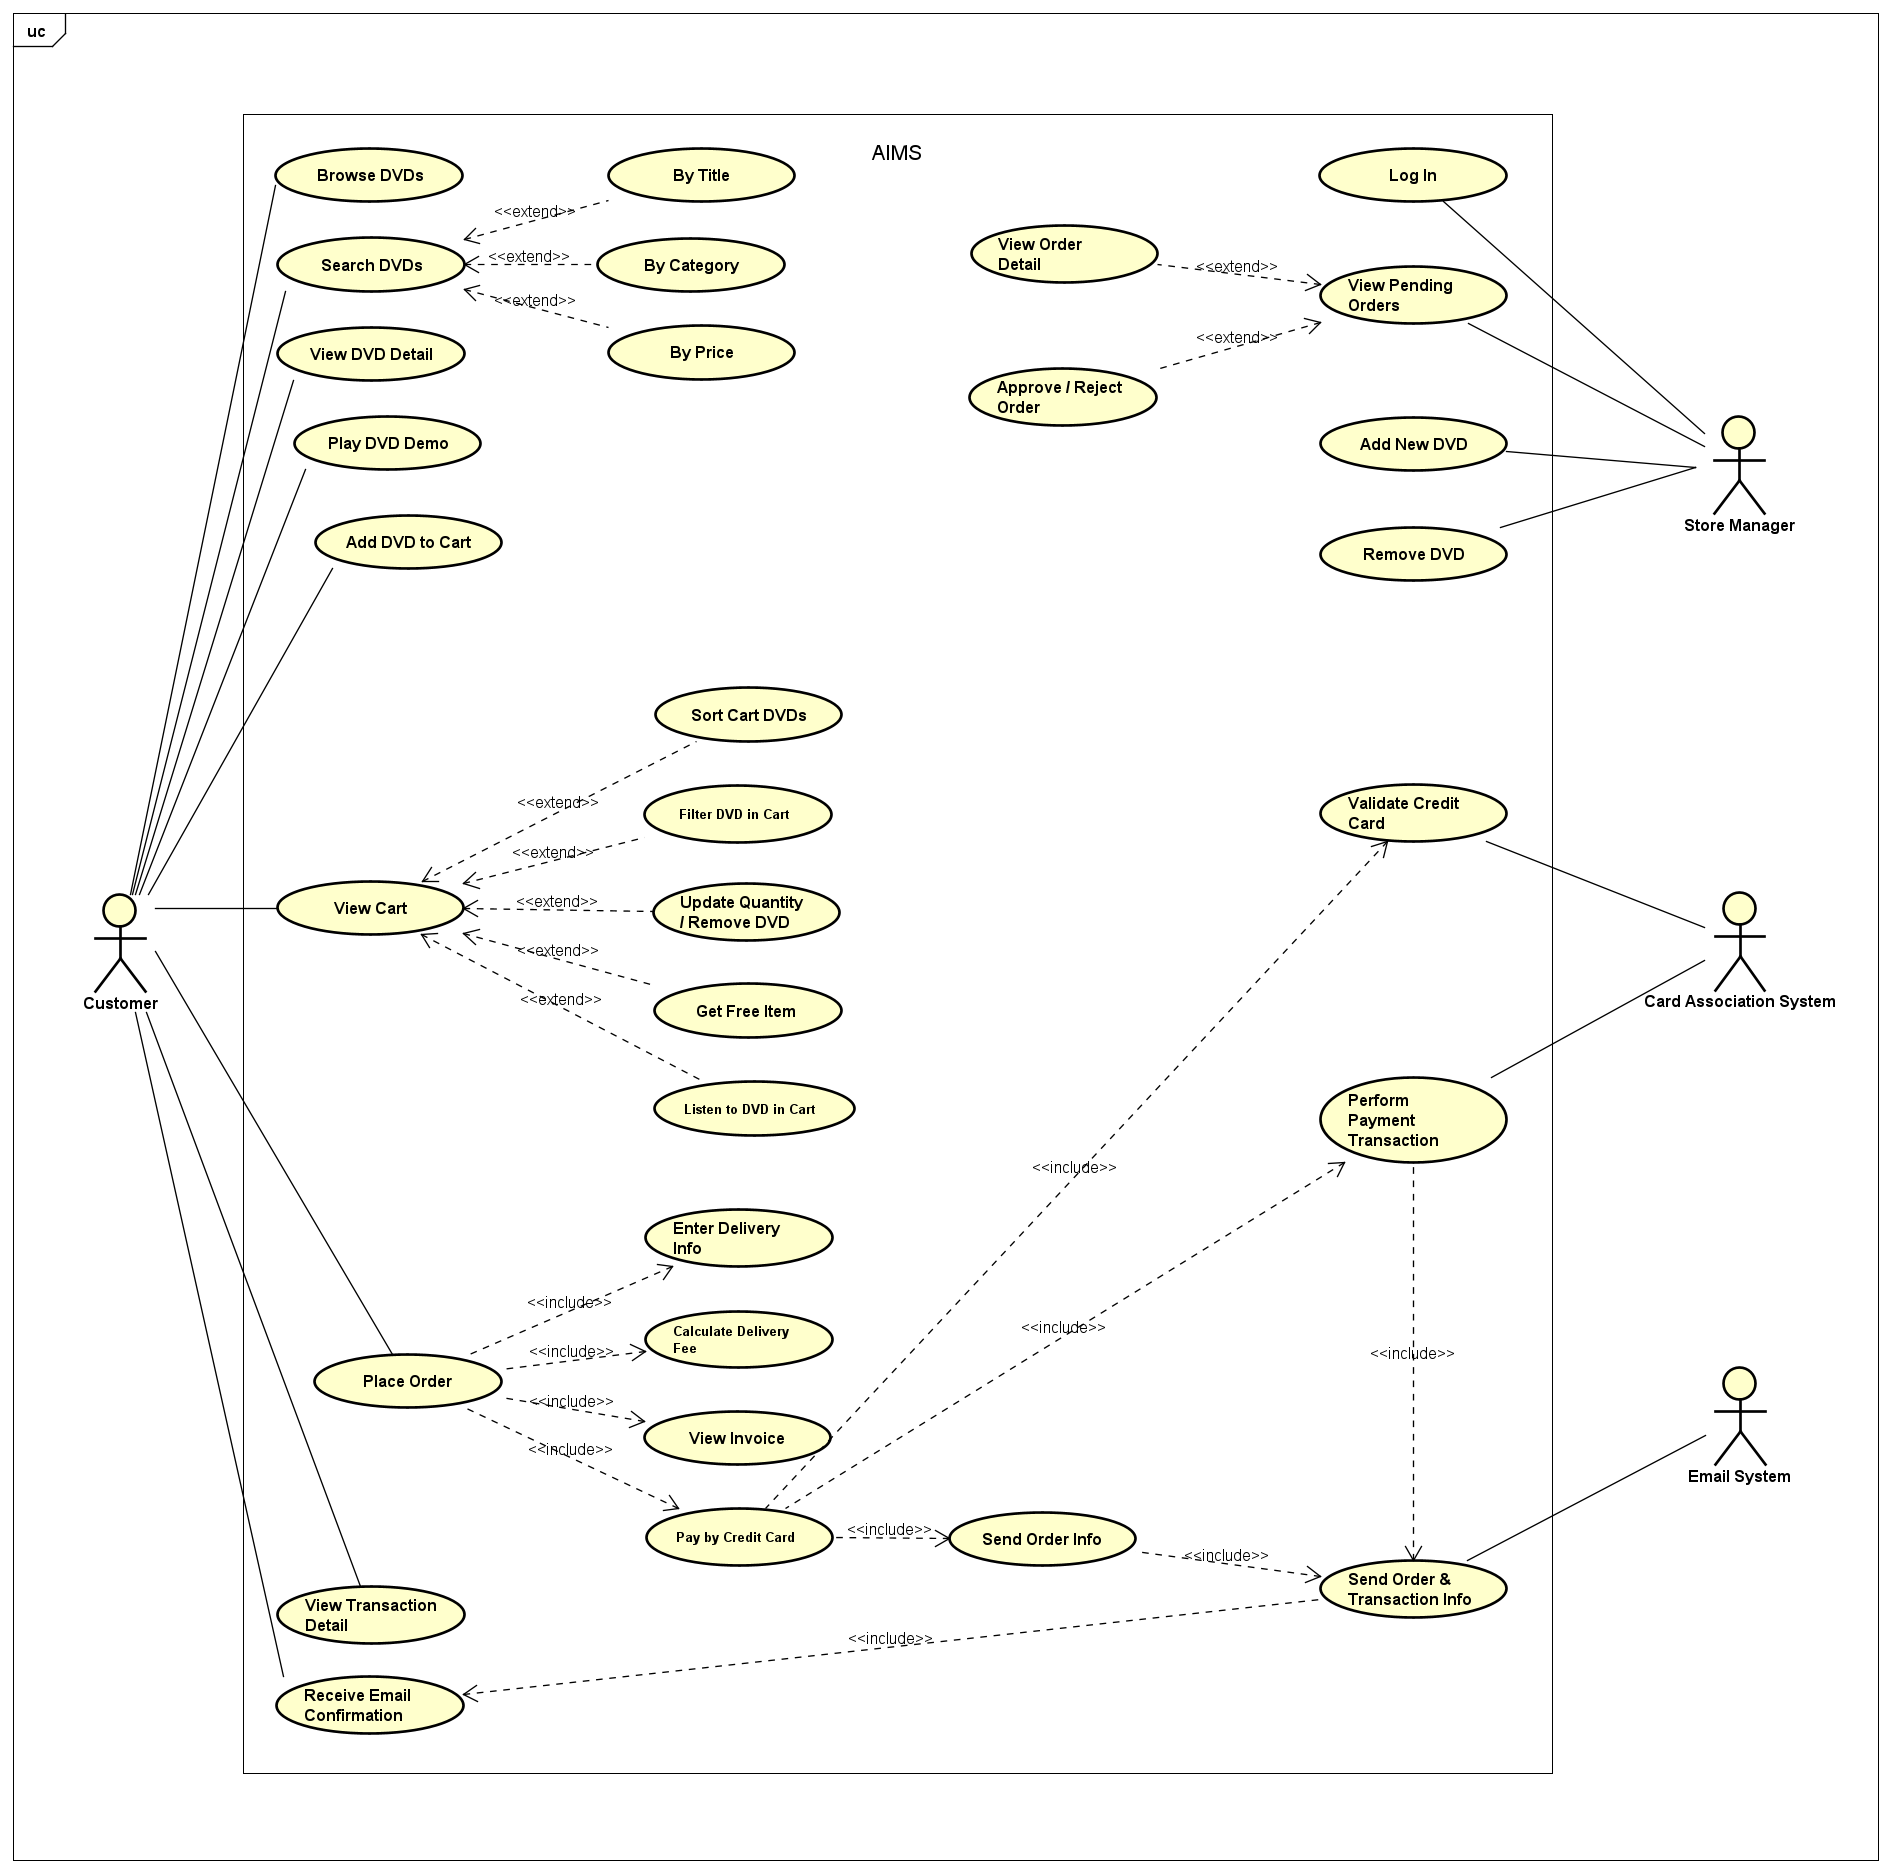 uc
AIMS
Browse DVDs
By Title
Log In
<<extend>>
View Order
Detail
Search DVDs
<<extend>>
By Category
<<extend>>
View Pending
Orders
<<extend>>
<<extend>>
View DVD Detail
By Price
Approve / Reject
Order
Play DVD Demo
Add New DVD
Store Manager
Add DVD to Cart
Remove DVD
Sort Cart DVDs
<<extend>>
Filter DVD in Cart
Validate Credit
Card
<<extend>>
View Cart
<<extend>>
Update Quantity
/ Remove DVD
<<extend>>
Customer
<<extend>>
Get Free Item
Card Association System
Listen to DVD in Cart
Perform
Payment
Transaction
<<include>>
Enter Delivery
Info
<<include>>
<<include>>
Calculate Delivery
Fee
<<include>>
<<include>>
Place Order
<<include>>
View Invoice
<<include>>
Email System
Pay by Credit Card
<<include>>
Send Order Info
<<include>>
Send Order &
Transaction Info
View Transaction
Detail
<<include>>
Receive Email
Confirmation